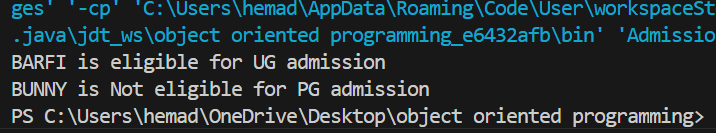 ges' '-cp' 'C:\Users\hemad\AppData\Roaming\Code\User\workspaceSt
.java\jdt_ws\object oriented programming_e6432afb\bin' 'Admissio
BARFI is eligible for UG admission
BUNNY is Not eligible for PG admission
PS C:\Users\hemad\OneDrive\Desktop\object oriented programming>